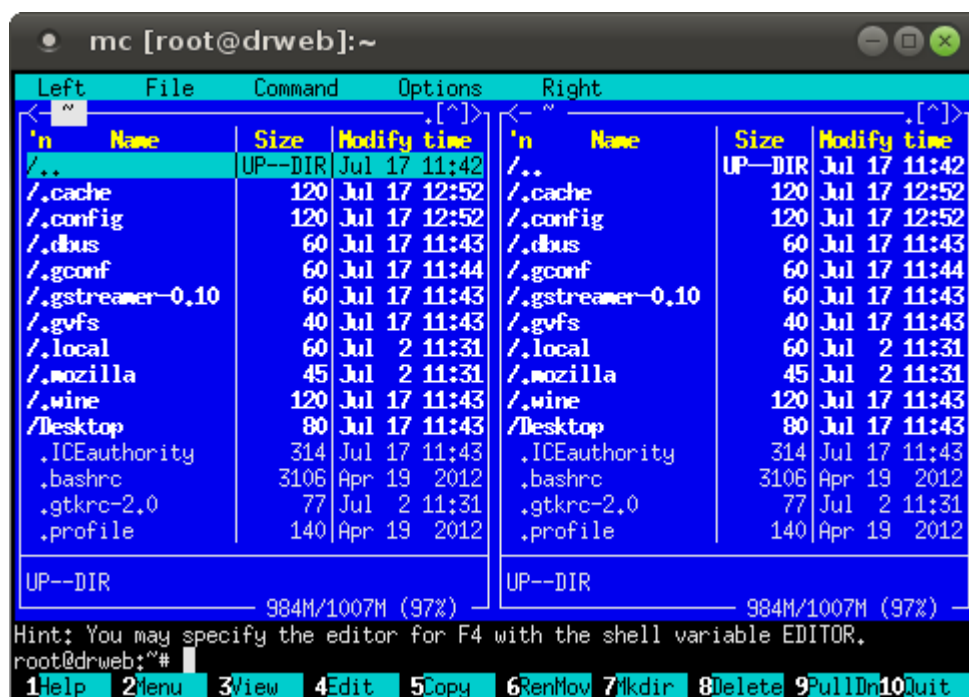 mc [root@drweb]:~
Left File Command Options Right
<- ~ .[^]> <- ~ .[^]>
'n Name Size Modify time 'n Name Size Modify time
/.. UP--DIR Jul 17 11:42 /.. UP--DIR Jul 17 11:42
/.cache 120 Jul 17 12:52 /.cache 120 Jul 17 12:52
/.config 120 Jul 17 12:52 /.config 120 Jul 17 12:52
/.dbus 60 Jul 17 11:43 /.dbus 60 Jul 17 11:43
/.gconf 60 Jul 17 11:44 /.gconf 60 Jul 17 11:44
/.gstreamer-0.10 60 Jul 17 11:43 /.gstreamer-0.10 60 Jul 17 11:43
/.gvfs 40 Jul 17 11:43 /.gvfs 40 Jul 17 11:43
/.local 60 Jul 2 11:31 /.local 60 Jul 2 11:31
/.mozilla 45 Jul 2 11:31 /.mozilla 45 Jul 2 11:31
/.wine 120 Jul 17 11:43 /.wine 120 Jul 17 11:43
/Desktop 80 Jul 17 11:43 /Desktop 80 Jul 17 11:43
.ICEauthority 314 Jul 17 11:43 .ICEauthority 314 Jul 17 11:43
.bashrc 3106 Apr 19 2012 .bashrc 3106 Apr 19 2012
.gtkrc-2.0 77 Jul 2 11:31 .gtkrc-2.0 77 Jul 2 11:31
.profile 140 Apr 19 2012 .profile 140 Apr 19 2012
UP--DIR UP--DIR
984M/1007M (97%) 984M/1007M (97%)
Hint: You may specify the editor for F4 with the shell variable EDITOR.
root@drweb:~#
1Help 2Menu 3View 4Edit 5Copy 6RenMov 7Mkdir 8Delete 9PullDn 10Quit